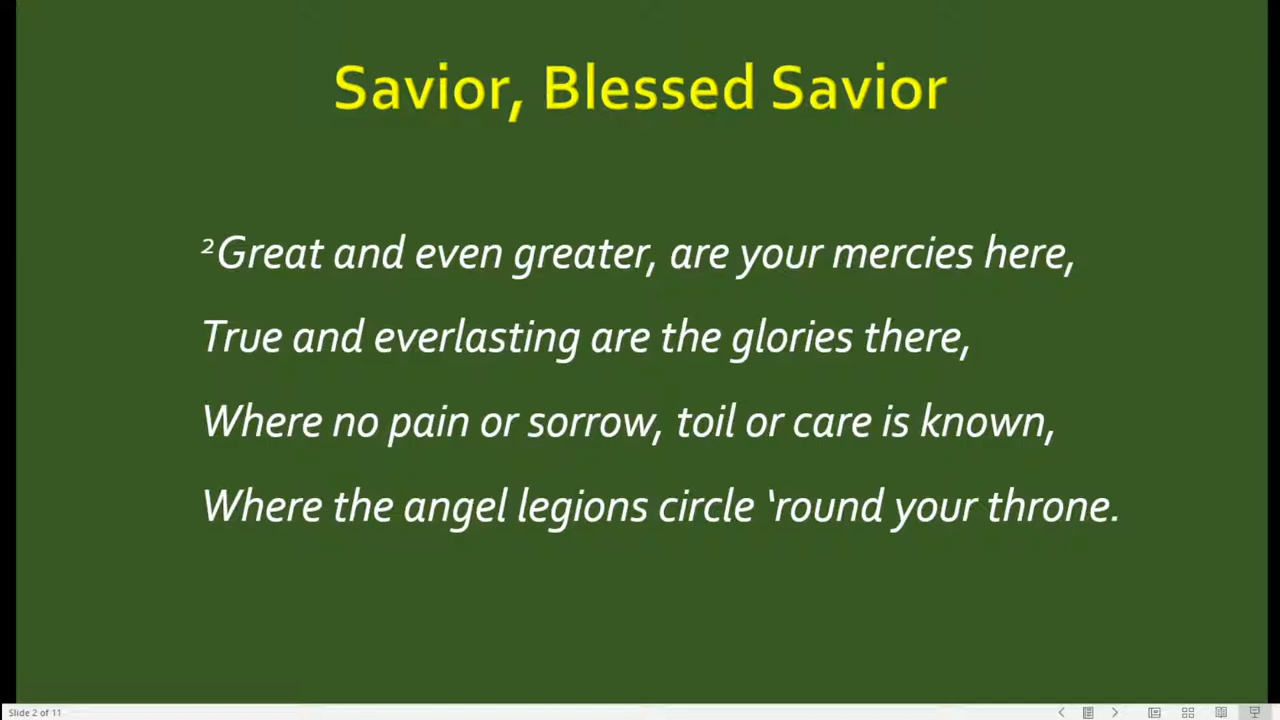 Savior, Blessed Savior
²Great and even greater, are your mercies here,
True and everlasting are the glories there,
Where no pain or sorrow, toil or care is known,
Where the angel legions circle ‘round your throne.
Slide 2 of 11